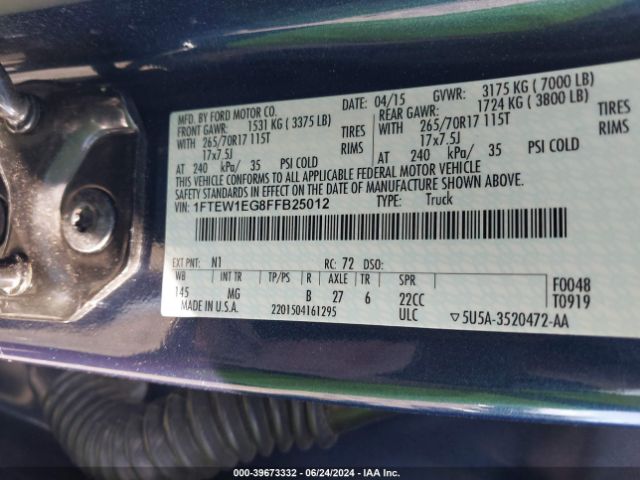 MFD. BY FORD MOTOR CO.
DATE: 04/15 GVWR: 3175 KG ( 7000 LB)
FRONT GAWR: 1531 KG ( 3375 LB) REAR GAWR: 1724 KG ( 3800 LB)
WITH 265/70R17 115T TIRES WITH 265/70R17 115T TIRES
17x7.5J RIMS 17x7.5J RIMS
AT 240 kPa/ 35 PSI COLD AT 240 kPa/ 35 PSI COLD
THIS VEHICLE CONFORMS TO ALL APPLICABLE FEDERAL MOTOR VEHICLE
SAFETY STANDARDS IN EFFECT ON THE DATE OF MANUFACTURE SHOWN ABOVE.
VIN: 1FTEW1EG8FFB25012 TYPE: Truck
EXT PNT: N1 RC: 72 DSO:
WB INT TR TP/PS R AXLE TR SPR F0048
145 MG B 27 6 22CC T0919
MADE IN U.S.A. 2201504161295 ULC ▽5U5A-3520472-AA
000-39673332 - 06/24/2024 - IAA Inc.